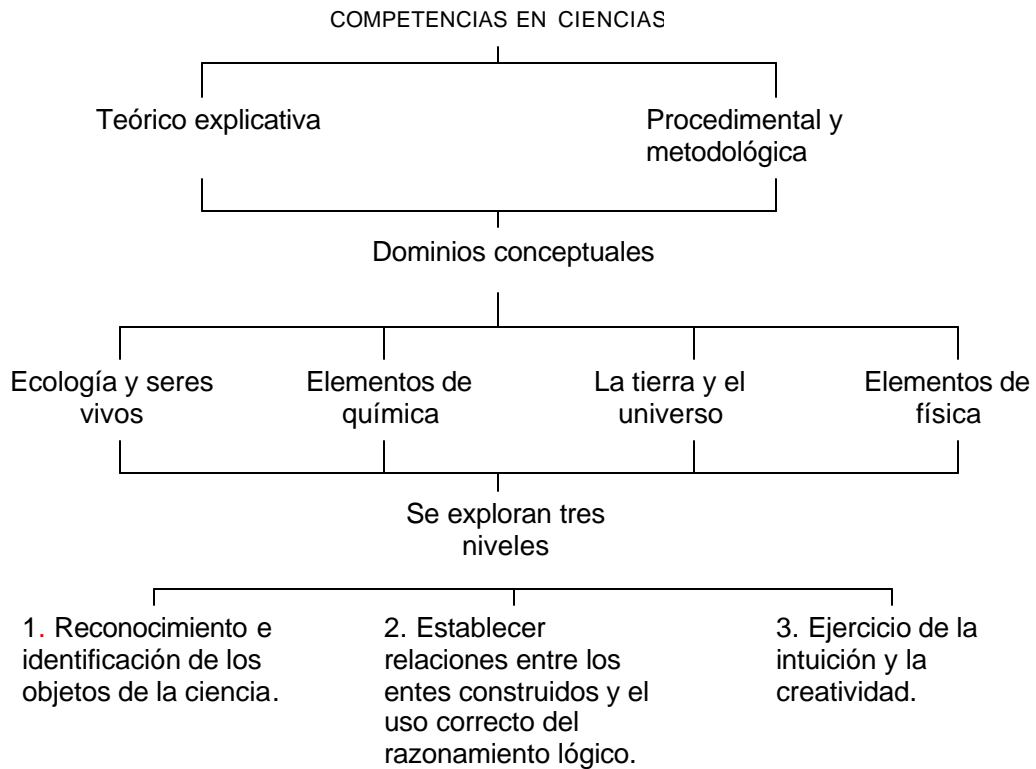 COMPETENCIAS EN CIENCIAS
Teórico explicativa
Procedimental y
metodológica
Dominios conceptuales
Ecología y seres
vivos
Elementos de
química
La tierra y el
universo
Elementos de
física
Se exploran tres
niveles
1. Reconocimiento e
identificación de los
objetos de la ciencia.
2. Establecer
relaciones entre los
entes construidos y el
uso correcto del
razonamiento lógico.
3. Ejercicio de la
intuición y la
creatividad.